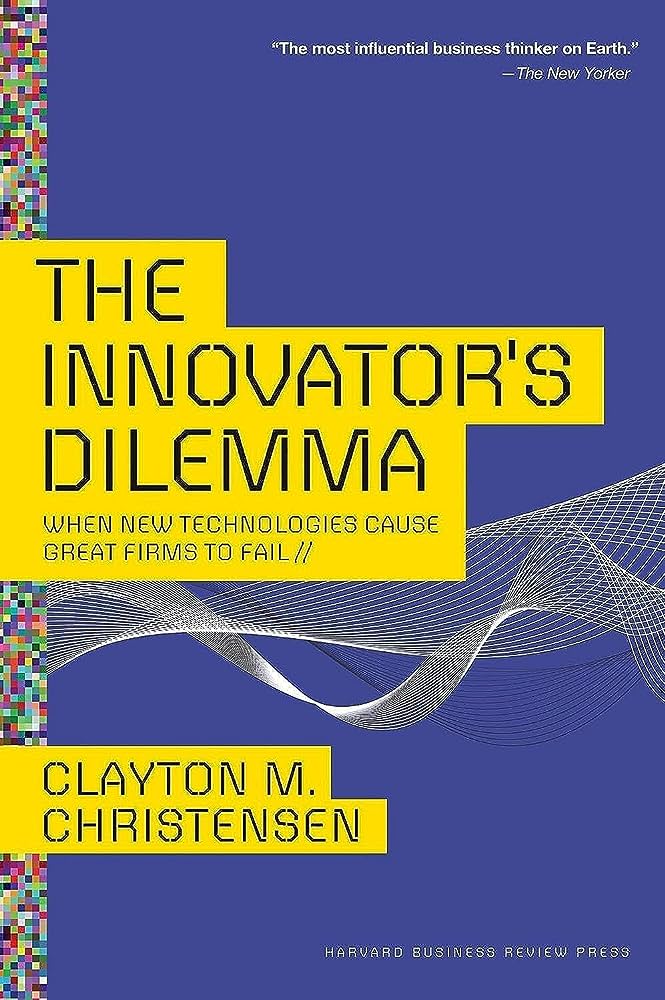 “The most influential business thinker on Earth.”
—The New Yorker
THE
INNOVATOR'S
DILEMMA
WHEN NEW TECHNOLOGIES CAUSE
GREAT FIRMS TO FAIL //
CLAYTON M.
CHRISTENSEN
HARVARD BUSINESS REVIEW PRESS